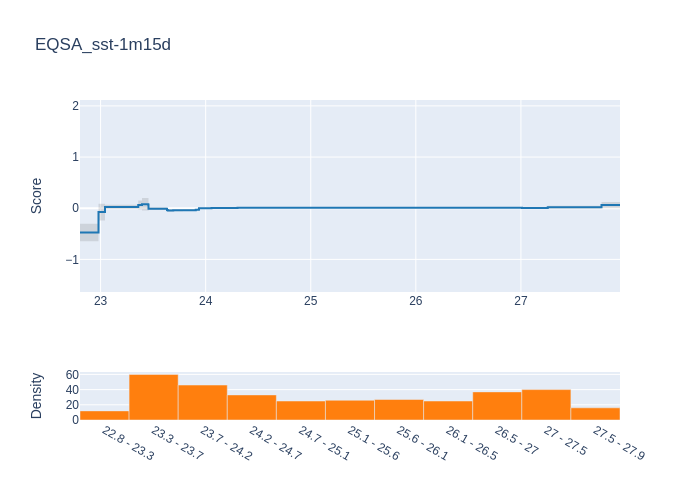 EQSA_sst-1m15d
2
1
0
−1
Score
23
24
25
26
27
60
40
20
0
Density
22.8 - 23.3
23.3 - 23.7
23.7 - 24.2
24.2 - 24.7
24.7 - 25.1
25.1 - 25.6
25.6 - 26.1
26.1 - 26.5
26.5 - 27
27 - 27.5
27.5 - 27.9